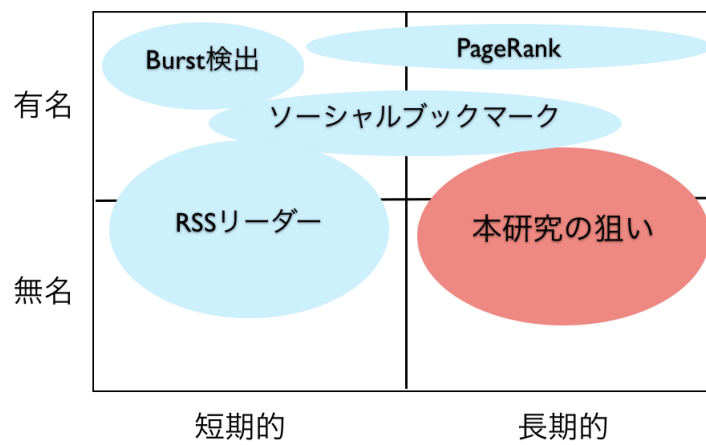 Burst検出
PageRank
有名
ソーシャルブックマーク
RSSリーダー
本研究の狙い
無名
短期的
長期的